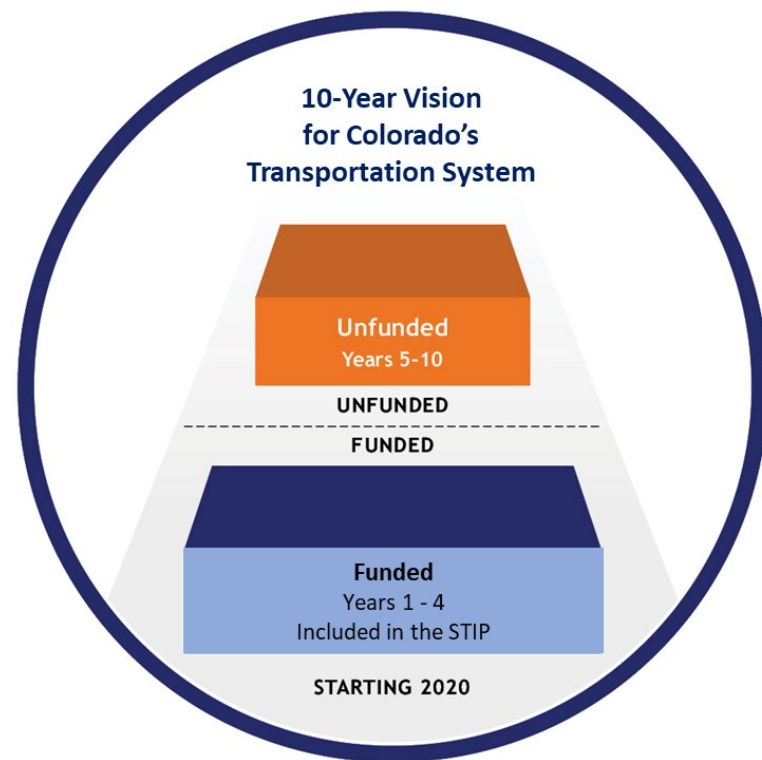 10-Year Vision
for Colorado’s
Transportation System
Unfunded
Years 5-10
UNFUNDED
FUNDED
Funded
Years 1 - 4
Included in the STIP
STARTING 2020